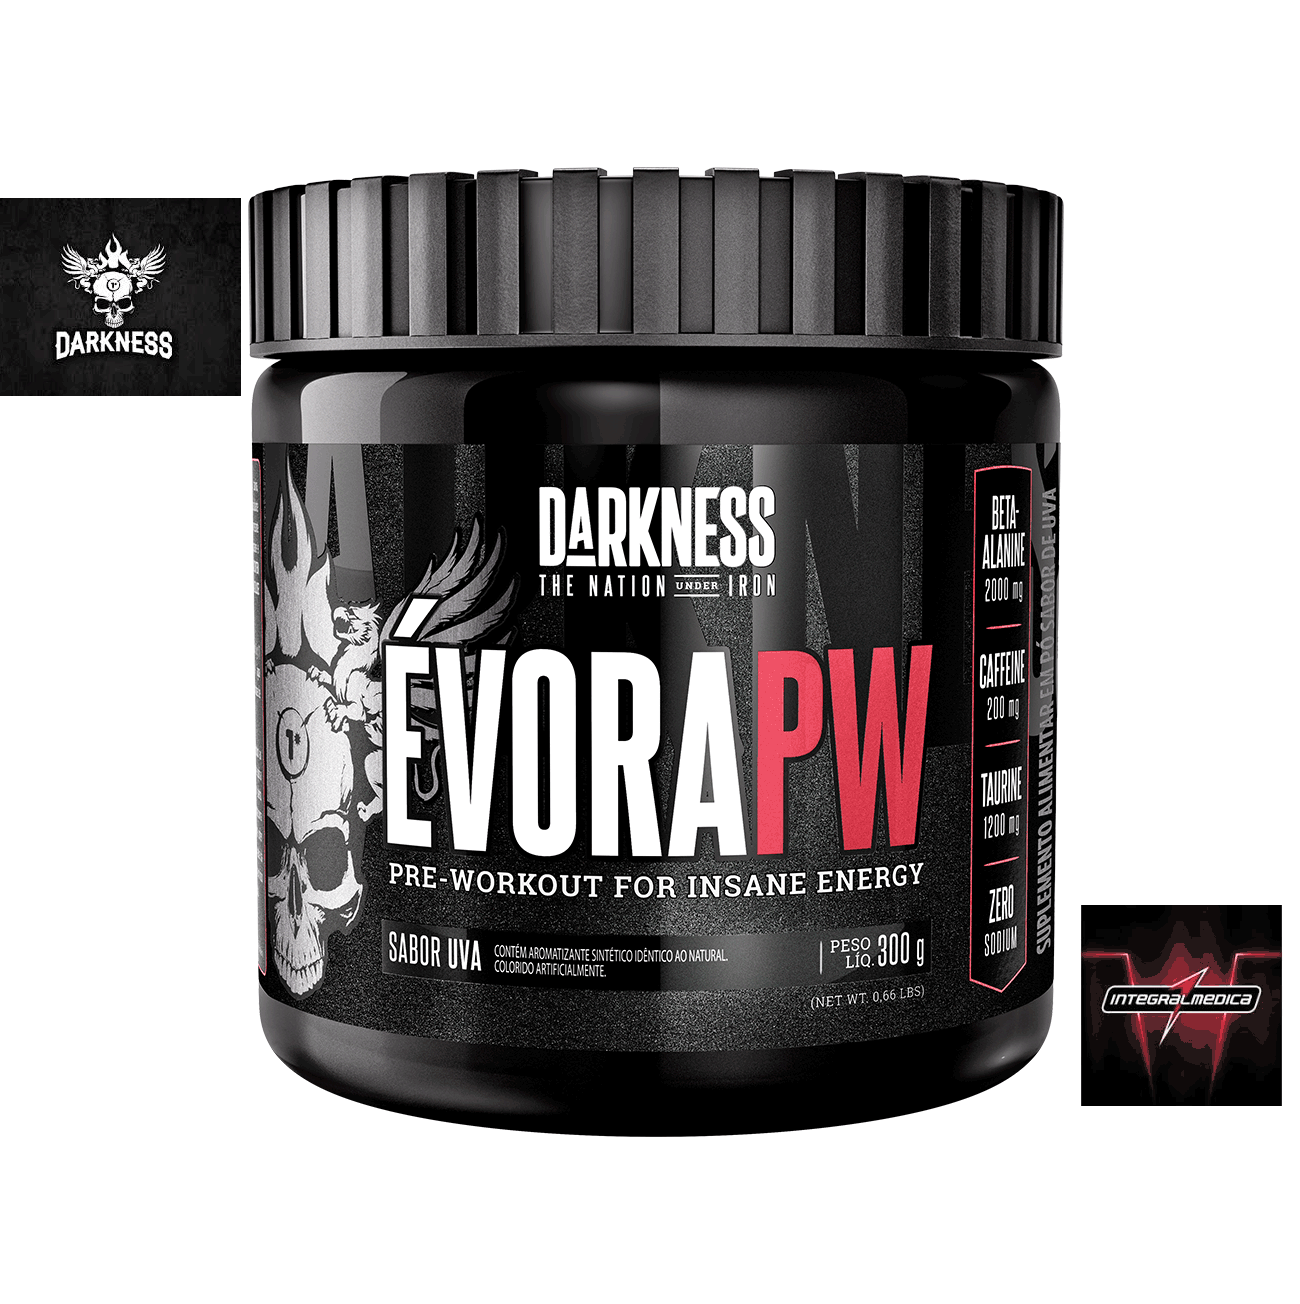 DARKNESS
DARKNESS
THE NATION UNDER IRON
ÉVORAPW
PRE-WORKOUT FOR INSANE ENERGY
SABOR UVA
CONTÉM AROMATIZANTE SINTÉTICO IDÊNTICO AO NATURAL.
COLORIDO ARTIFICIALMENTE.
PESO
LÍQ. 300 g
(NET WT. 0,66 LBS)
BETA-
ALANINE
2000 mg
CAFFEINE
200 mg
TAURINE
1200 mg
ZERO
SODIUM
SUPLEMENTO ALIMENTAR EM PÓ SABOR DE UVA
INTEGRALMEDICA